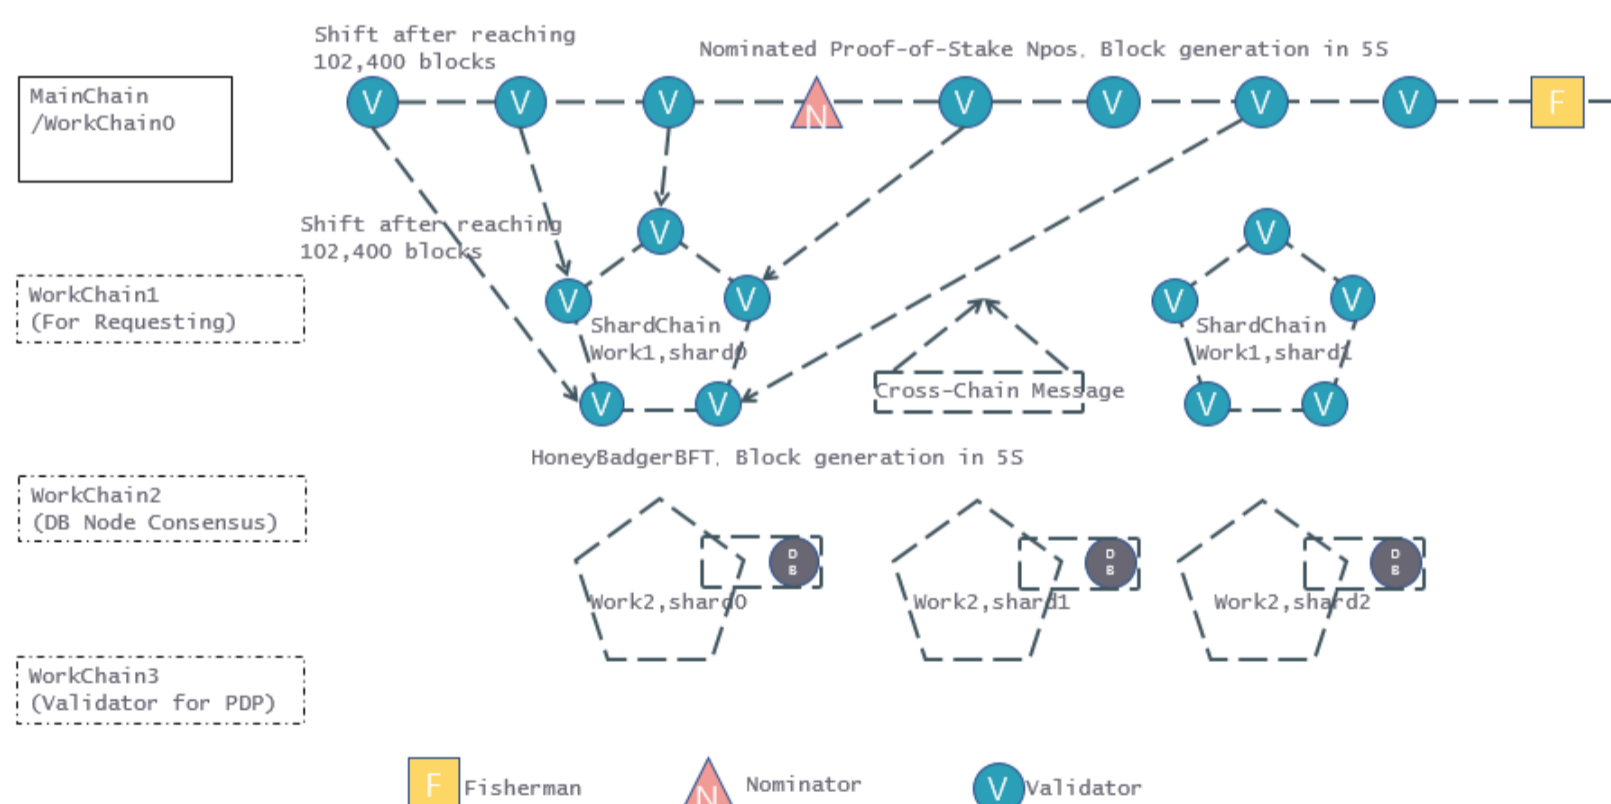 Shift after reaching
102,400 blocks
Nominated Proof-of-Stake Npos, Block generation in 5S
MainChain
/WorkChain0
V
V
V
N
V
V
V
V
F
Shift after reaching
102,400 blocks
V
V
V
V
V
WorkChain1
(For Requesting)
V
V
ShardChain
Work1,shard0
ShardChain
Work1,shard1
Cross-Chain Message
V
V
V
HoneyBadgerBFT, Block generation in 5S
V
WorkChain2
(DB Node Consensus)
D
B
D
B
D
B
Work2,shard0
Work2,shard1
Work2,shard2
WorkChain3
(Validator for PDP)
F Fisherman
N Nominator
V Validator